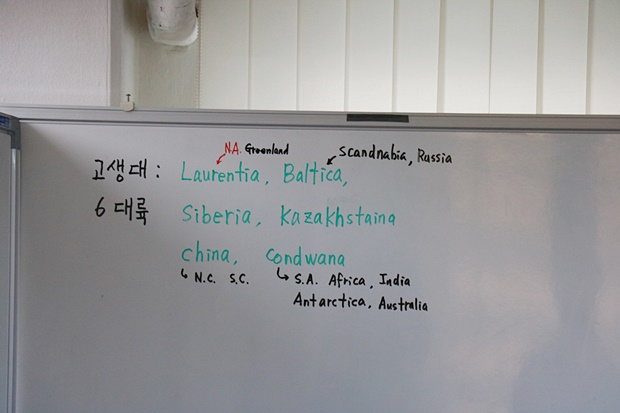 N.A. Greenland
Scandnabia, Russia
고생대 : Laurentia, Baltica,
6 대륙 Siberia, Kazakhstaina
China, Condwana
↳ N.C. S.C. ↳ S.A. Africa, India
Antarctica, Australia